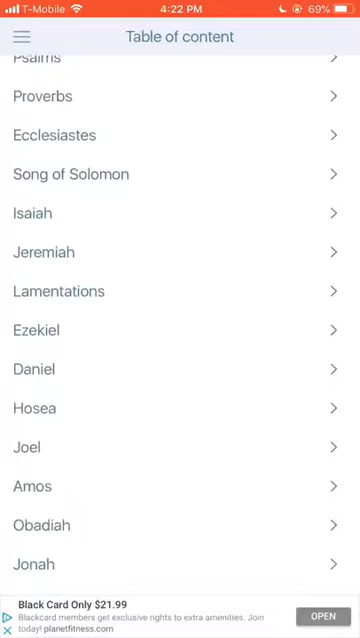 T-Mobile 4:22 PM 69%
Table of content
Psalms
Proverbs
Ecclesiastes
Song of Solomon
Isaiah
Jeremiah
Lamentations
Ezekiel
Daniel
Hosea
Joel
Amos
Obadiah
Jonah
Black Card Only $21.99
Blackcard members get exclusive rights to extra amenities. Join
today! planetfitness.com
OPEN